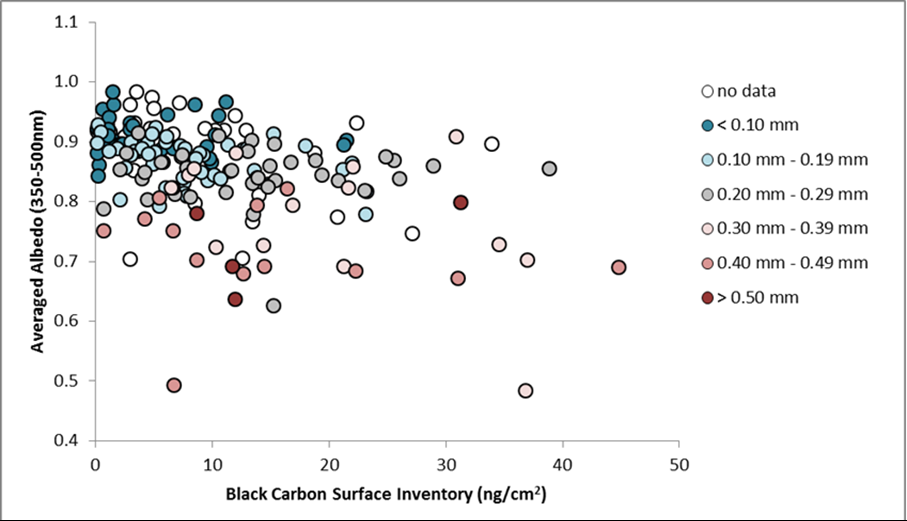 1.1
1.0
0.9
0.8
0.7
0.6
0.5
0.4
Averaged Albedo (350-500nm)
0 10 20 30 40 50
Black Carbon Surface Inventory (ng/cm²)
no data
< 0.10 mm
0.10 mm - 0.19 mm
0.20 mm - 0.29 mm
0.30 mm - 0.39 mm
0.40 mm - 0.49 mm
> 0.50 mm